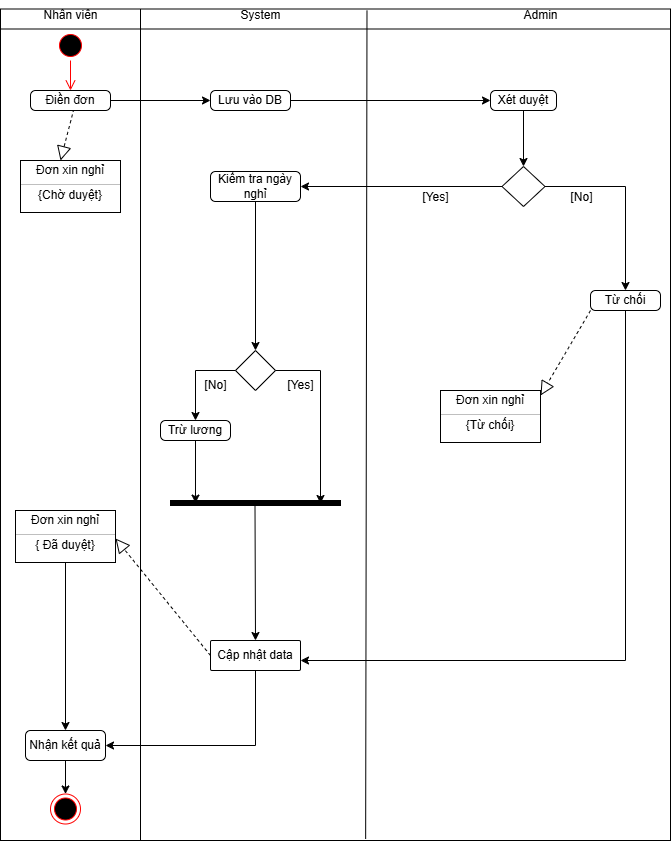 Nhân viên
System
Admin
Điền đơn
Lưu vào DB
Xét duyệt
Đơn xin nghỉ
{Chờ duyệt}
Kiểm tra ngày
nghỉ
[Yes]
[No]
Từ chối
[No]
[Yes]
Đơn xin nghỉ
{Từ chối}
Trừ lương
Đơn xin nghỉ
{ Đã duyệt}
Cập nhật data
Nhận kết quả